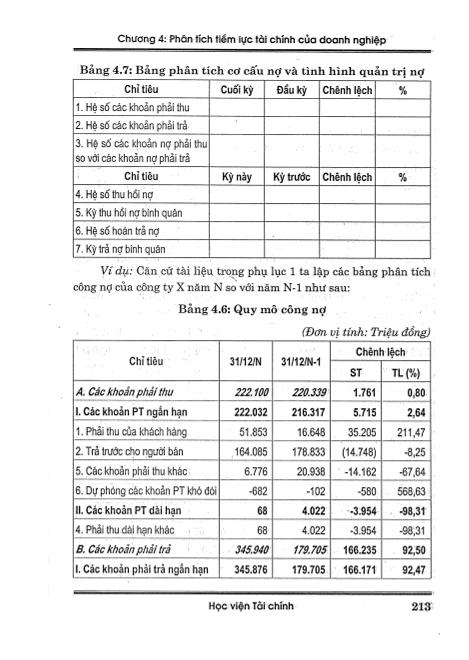 Chương 4: Phân tích tiềm lực tài chính của doanh nghiệp
Bảng 4.7: Bảng phân tích cơ cấu nợ và tình hình quản trị nợ
Chỉ tiêu Cuối kỳ Đầu kỳ Chênh lệch %
1. Hệ số các khoản phải thu
2. Hệ số các khoản phải trả
3. Hệ số các khoản nợ phải thu
so với các khoản nợ phải trả
Chỉ tiêu Kỳ này Kỳ trước Chênh lệch %
4. Hệ số thu hồi nợ
5. Kỳ thu hồi nợ bình quân
6. Hệ số hoàn trả nợ
7. Kỳ trả nợ bình quân
Ví dụ: Căn cứ tài liệu trong phụ lục 1 ta lập các bảng phân tích
công nợ của công ty X năm N so với năm N-1 như sau:
Bảng 4.6: Quy mô công nợ
(Đơn vị tính: Triệu đồng)
Chỉ tiêu 31/12/N 31/12/N-1 Chênh lệch
ST TL (%)
A. Các khoản phải thu 222.100 220.339 1.761 0,80
I. Các khoản PT ngắn hạn 222.032 216.317 5.715 2,64
1. Phải thu của khách hàng 51.853 16.648 35.205 211,47
2. Trả trước cho người bán 164.085 178.833 (14.748) -8,25
5. Các khoản phải thu khác 6.776 20.938 -14.162 -67,64
6. Dự phòng các khoản PT khó đòi -682 -102 -580 568,63
II. Các khoản PT dài hạn 68 4.022 -3.954 -98,31
4. Phải thu dài hạn khác 68 4.022 -3.954 -98,31
B. Các khoản phải trả 345.940 179.705 166.235 92,50
I. Các khoản phải trả ngắn hạn 345.876 179.705 166.171 92,47
Học viện Tài chính 213